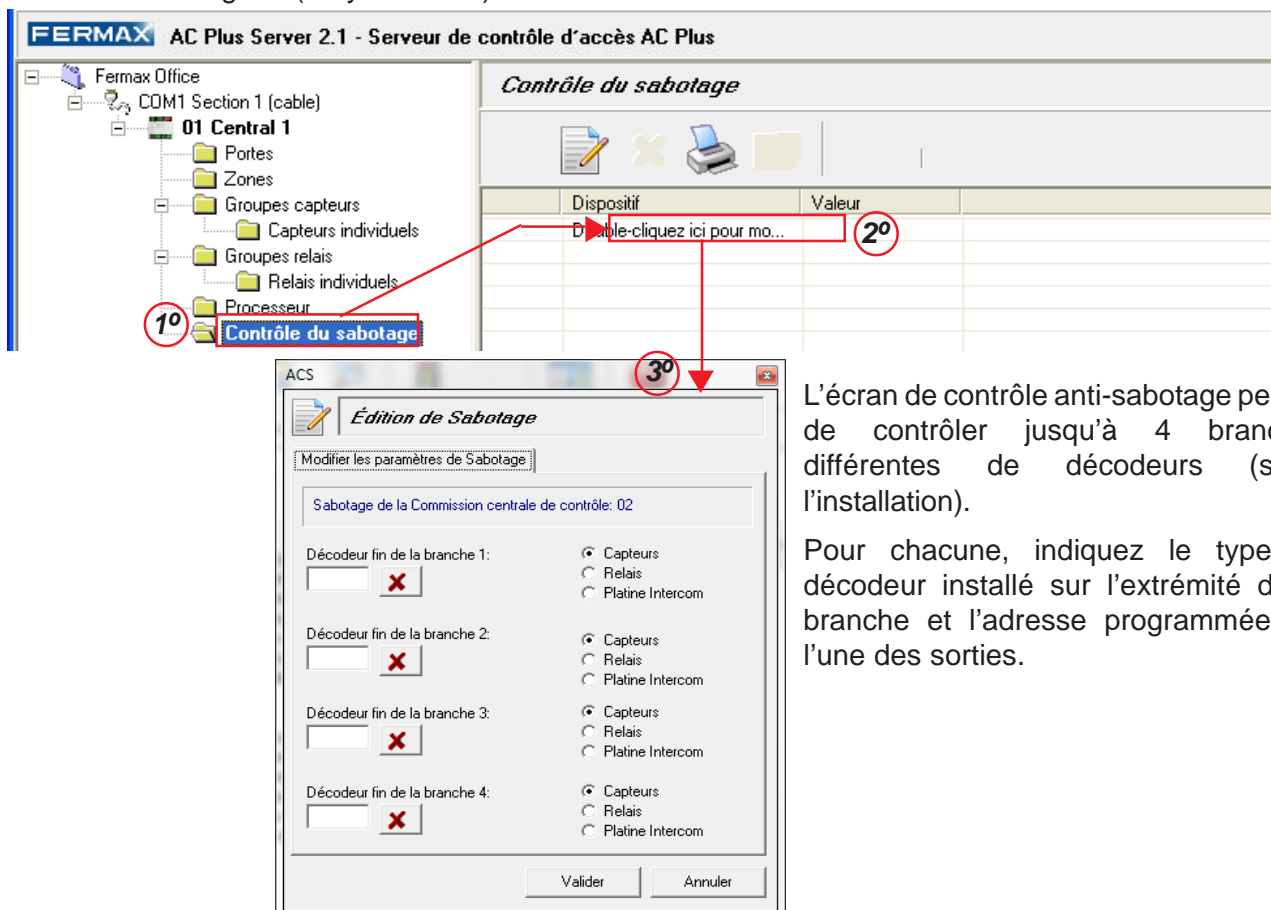 FERMAX AC Plus Server 2.1 - Serveur de contrôle d´accès AC Plus
Fermax Office
COM1 Section 1 (cable)
01 Central 1
Portes
Zones
Groupes capteurs
Capteurs individuels
Groupes relais
Relais individuels
Processeur
Contrôle du sabotage
1º
Contrôle du sabotage
Dispositif Valeur
Double-cliquez ici pour mo...
2º
3º
ACS
Édition de Sabotage
Modifier les paramètres de Sabotage
Sabotage de la Commission centrale de contrôle: 02
Décodeur fin de la branche 1:
Capteurs
Relais
Platine Intercom
Décodeur fin de la branche 2:
Capteurs
Relais
Platine Intercom
Décodeur fin de la branche 3:
Capteurs
Relais
Platine Intercom
Décodeur fin de la branche 4:
Capteurs
Relais
Platine Intercom
Valider Annuler
L’écran de contrôle anti-sabotage pe
de contrôler jusqu’à 4 branc
différentes de décodeurs (s
l’installation).
Pour chacune, indiquez le type
décodeur installé sur l’extrémité d
branche et l’adresse programmée
l’une des sorties.